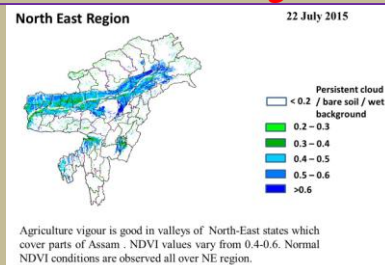 North East Region
22 July 2015
Persistent cloud
< 0.2 / bare soil / wet
background
0.2 – 0.3
0.3 – 0.4
0.4 – 0.5
0.5 – 0.6
>0.6
Agriculture vigour is good in valleys of North-East states which
cover parts of Assam . NDVI values vary from 0.4-0.6. Normal
NDVI conditions are observed all over NE region.